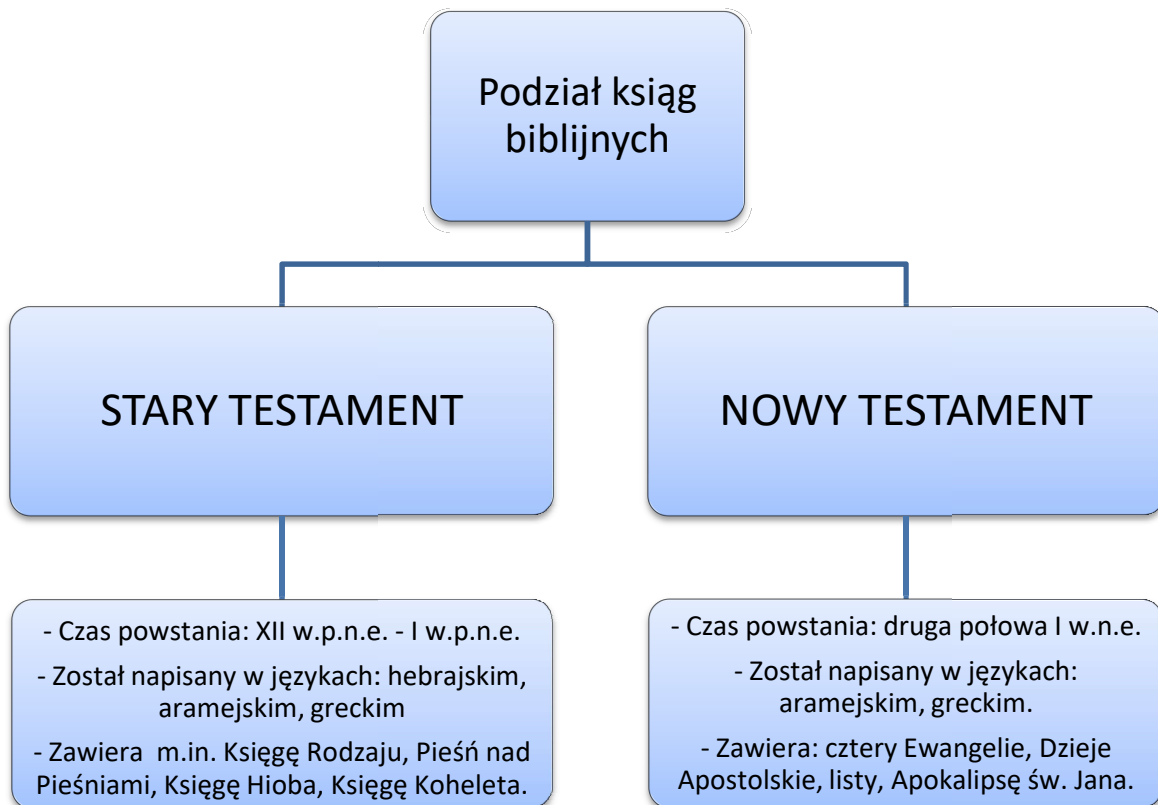 Podział ksiąg
biblijnych
STARY TESTAMENT
NOWY TESTAMENT
- Czas powstania: XII w.p.n.e. - I w.p.n.e.
- Został napisany w językach: hebrajskim,
aramejskim, greckim
- Zawiera m.in. Księgę Rodzaju, Pieśń nad
Pieśniami, Księgę Hioba, Księgę Koheleta.
- Czas powstania: druga połowa I w.n.e.
- Został napisany w językach:
aramejskim, greckim.
- Zawiera: cztery Ewangelie, Dzieje
Apostolskie, listy, Apokalipsę św. Jana.